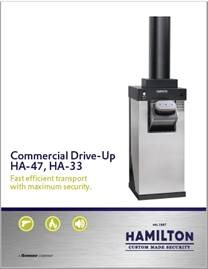 Commercial Drive-Up
HA-47, HA-33
Fast efficient transport
with maximum security.
HAMILTON
CUSTOM MADE SECURITY